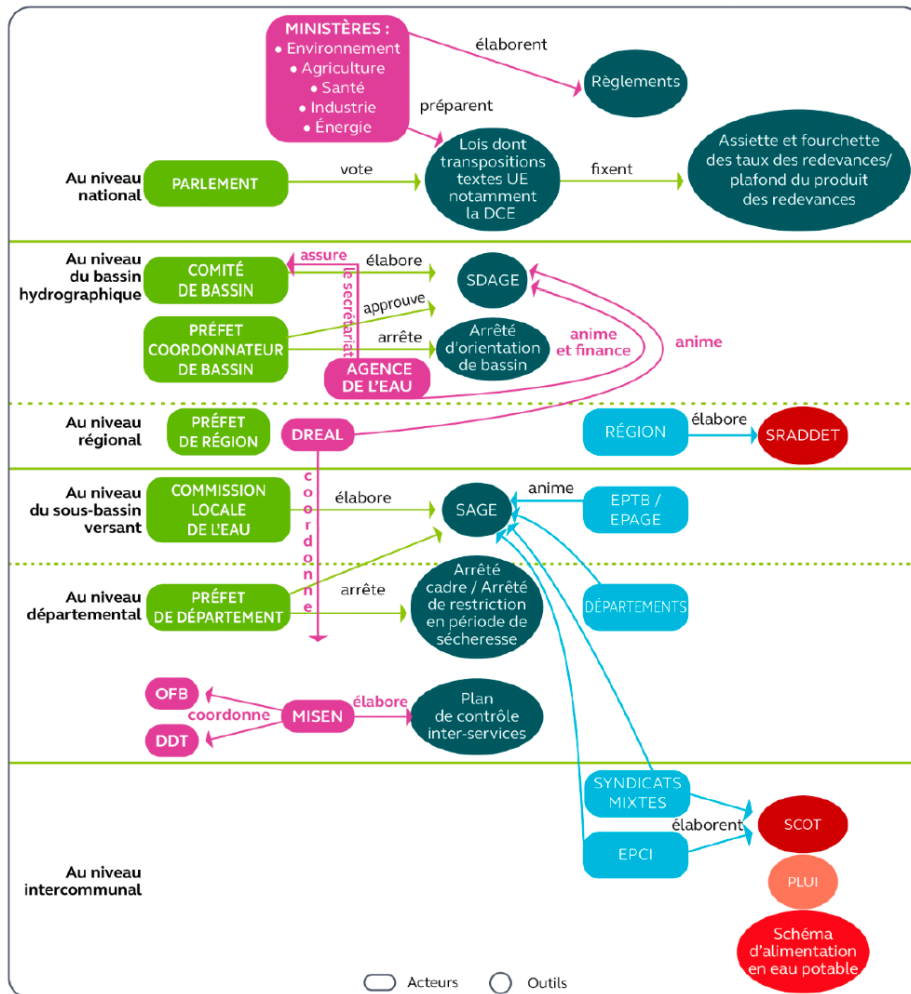 MINISTÈRES :
• Environnement
• Agriculture
• Santé
• Industrie
• Énergie
élaborent
Règlements
préparent
Au niveau
national
PARLEMENT
vote
Lois dont
transpositions
textes UE
notamment
la DCE
fixent
Assiette et fourchette
des taux des redevances/
plafond du produit
des redevances
Au niveau
du bassin
hydrographique
COMITÉ
DE BASSIN
assure
le secrétariat
élabore
SDAGE
approuve
PRÉFET
COORDONNATEUR
DE BASSIN
arrête
Arrêté
d'orientation
de bassin
AGENCE
DE L'EAU
anime
et finance
anime
Au niveau
régional
PRÉFET
DE RÉGION
DREAL
RÉGION
élabore
SRADDET
coordonne
Au niveau
du sous-bassin
versant
COMMISSION
LOCALE
DE L'EAU
élabore
SAGE
anime
EPTB /
EPAGE
Au niveau
départemental
PRÉFET
DE DÉPARTEMENT
arrête
Arrêté
cadre / Arrêté
de restriction
en période de
sécheresse
DÉPARTEMENTS
OFB
coordonne
DDT
MISEN
élabore
Plan
de contrôle
inter-services
Au niveau
intercommunal
SYNDICATS
MIXTES
EPCI
élaborent
SCOT
PLUI
Schéma
d'alimentation
en eau potable
Acteurs
Outils